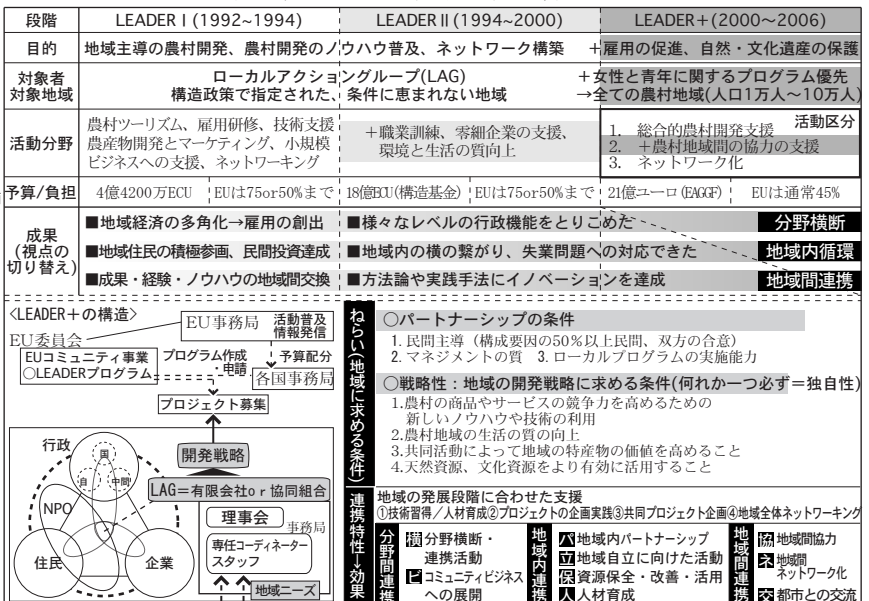 段階
LEADERⅠ(1992~1994)
LEADERⅡ(1994~2000)
LEADER+(2000～2006)
目的
地域主導の農村開発、農村開発のノウハウ普及、ネットワーク構築
＋雇用の促進、自然・文化遺産の保護
対象者
対象地域
ローカルアクショングループ(LAG)
構造政策で指定された、条件に恵まれない地域
＋女性と青年に関するプログラム優先
→全ての農村地域(人口1万人～10万人)
活動分野
農村ツーリズム、雇用研修、技術支援
農産物開発とマーケティング、小規模
ビジネスへの支援、ネットワーキング
＋職業訓練、零細企業の支援、
環境と生活の質向上
活動区分
1. 総合的農村開発支援
2. ＋農村地域間の協力の支援
3. ネットワーク化
予算/負担
4億4200万ECU
EUは75or50%まで
18億ECU(構造基金)
EUは75or50%まで
21億ユーロ(EAGGF)
EUは通常45%
成果
(視点の
切り替え)
■地域経済の多角化→雇用の創出
■地域住民の積極参画、民間投資達成
■成果・経験・ノウハウの地域間交換
■様々なレベルの行政機能をとりこめた
■地域内の横の繋がり、失業問題への対応できた
■方法論や実践手法にイノベーションを達成
分野横断
地域内循環
地域間連携
〈LEADER＋の構造〉
EU事務局
活動普及
情報発信
EU委員会
EUコミュニティ事業
○LEADERプログラム
プログラム作成
・申請
予算配分
各国事務局
プロジェクト募集
開発戦略
行政
国
自
中間
NPO
住民
企業
LAG＝有限会社or協同組合
理事会
事務局
専任コーディネーター
スタッフ
地域ニーズ
ねらい(地域に求める条件)
○パートナーシップの条件
1. 民間主導（構成要因の50％以上民間、双方の合意）
2. マネジメントの質 3. ローカルプログラムの実施能力
○戦略性：地域の開発戦略に求める条件(何れか一つ必ず＝独自性)
1.農村の商品やサービスの競争力を高めるための
新しいノウハウや技術の利用
2.農村地域の生活の質の向上
3.共同活動によって地域の特産物の価値を高めること
4.天然資源、文化資源をより有効に活用すること
連携特性→効果
地域の発展段階に合わせた支援
①技術習得／人材育成②プロジェクトの企画実践③共同プロジェクト企画④地域全体ネットワーキング
分野間連携
横 分野横断・
連携活動
ビ コミュニティビジネス
への展開
地域内連携
パ 地域内パートナーシップ
立 地域自立に向けた活動
保 資源保全・改善・活用
人 人材育成
地域間連携
協 地域間協力
ネ 地域間
ネットワーク化
交 都市との交流